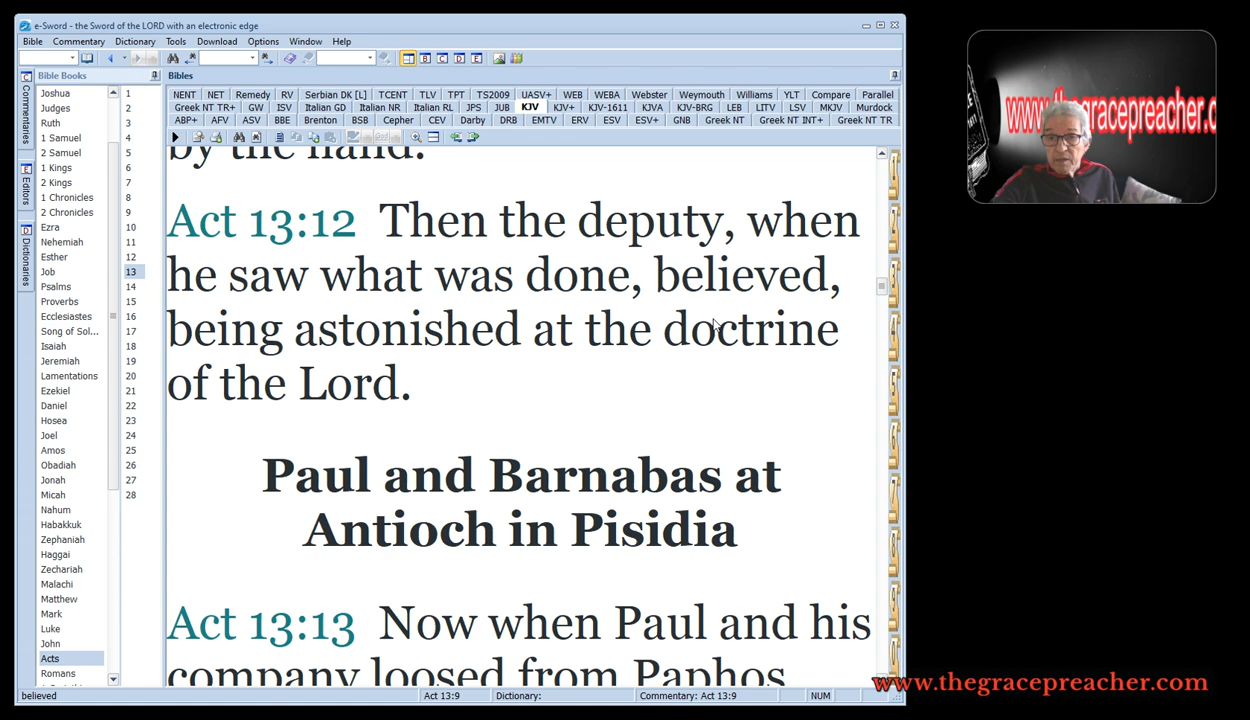 e-Sword - the Sword of the LORD with an electronic edge
Bible Commentary Dictionary Tools Download Options Window Help
Bible Books
Bibles
NENT NET Remedy RV Serbian DK [L] TCENT TLV TPT TS2009 UASV+ WEB WEBA Webster Weymouth Williams YLT Compare Parallel
Greek NT TR+ GW ISV Italian GD Italian NR Italian RL JPS JUB KJV KJV+ KJV-1611 KJVA KJV-BRG LEB LITV LSV MKJV Murdock
ABP+ AFV ASV BBE Brenton BSB Cepher CEV Darby DRB EMTV ERV ESV ESV+ GNB Greek NT Greek NT INT+ Greek NT TR
Commentaries
Editors
Dictionaries
Joshua 1
Judges 2
Ruth 3
1 Samuel 4
2 Samuel 5
1 Kings 6
2 Kings 7
1 Chronicles 8
2 Chronicles 9
Ezra 10
Nehemiah 11
Esther 12
Job 13
Psalms 14
Proverbs 15
Ecclesiastes 16
Song of Sol... 17
Isaiah 18
Jeremiah 19
Lamentations 20
Ezekiel 21
Daniel 22
Hosea 23
Joel 24
Amos 25
Obadiah 26
Jonah 27
Micah 28
Nahum
Habakkuk
Zephaniah
Haggai
Zechariah
Malachi
Matthew
Mark
Luke
John
Acts
Romans
by the hand.
Act 13:12 Then the deputy, when
he saw what was done, believed,
being astonished at the doctrine
of the Lord.
Paul and Barnabas at
Antioch in Pisidia
Act 13:13 Now when Paul and his
company loosed from Paphos
believed Act 13:9 Dictionary: Commentary: Act 13:9 NUM
www.thegracepreacher.com